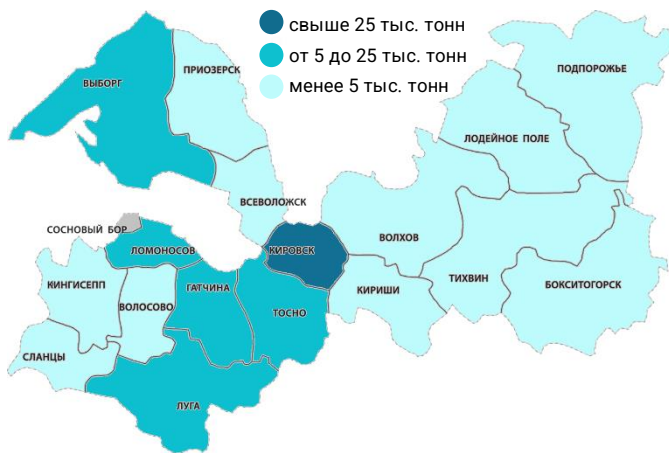 свыше 25 тыс. тонн
от 5 до 25 тыс. тонн
менее 5 тыс. тонн
ПРИОЗЕРСК
ВЫБОРГ
ПОДПОРОЖЬЕ
ЛОДЕЙНОЕ ПОЛЕ
ВСЕВОЛОЖСК
СОСНОВЫЙ БОР
ЛОМОНОСОВ
КИРОВСК
ВОЛХОВ
КИНГИСЕПП
ВОЛОСОВО
ГАТЧИНА
ТОСНО
КИРИШИ
ТИХВИН
БОКСИТОГОРСК
СЛАНЦЫ
ЛУГА